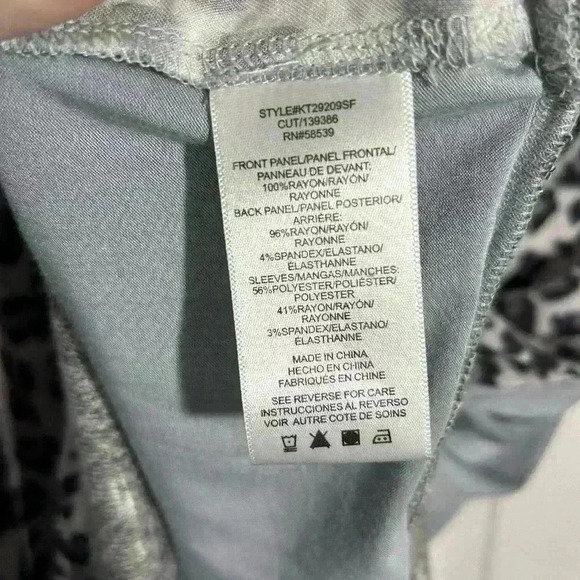 STYLE#KT29209SF
CUT/139386
RN#58539
FRONT PANEL/PANEL FRONTAL/
PANNEAU DE DEVANT:
100%RAYON/RAYÓN/
RAYONNE
BACK PANEL/PANEL POSTERIOR/
ARRIÈRE:
96%RAYON/RAYÓN/
RAYONNE
4%SPANDEX/ELASTANO/
ÉLASTHANNE
SLEEVES/MANGAS/MANCHES:
56%POLYESTER/POLIÉSTER/
POLYESTER
41%RAYON/RAYÓN/
RAYONNE
3%SPANDEX/ELASTANO/
ÉLASTHANNE
MADE IN CHINA
HECHO EN CHINA
FABRIQUÉS EN CHINE
SEE REVERSE FOR CARE
INSTRUCCIONES AL REVERSO
VOIR AUTRE COTE DE SOINS